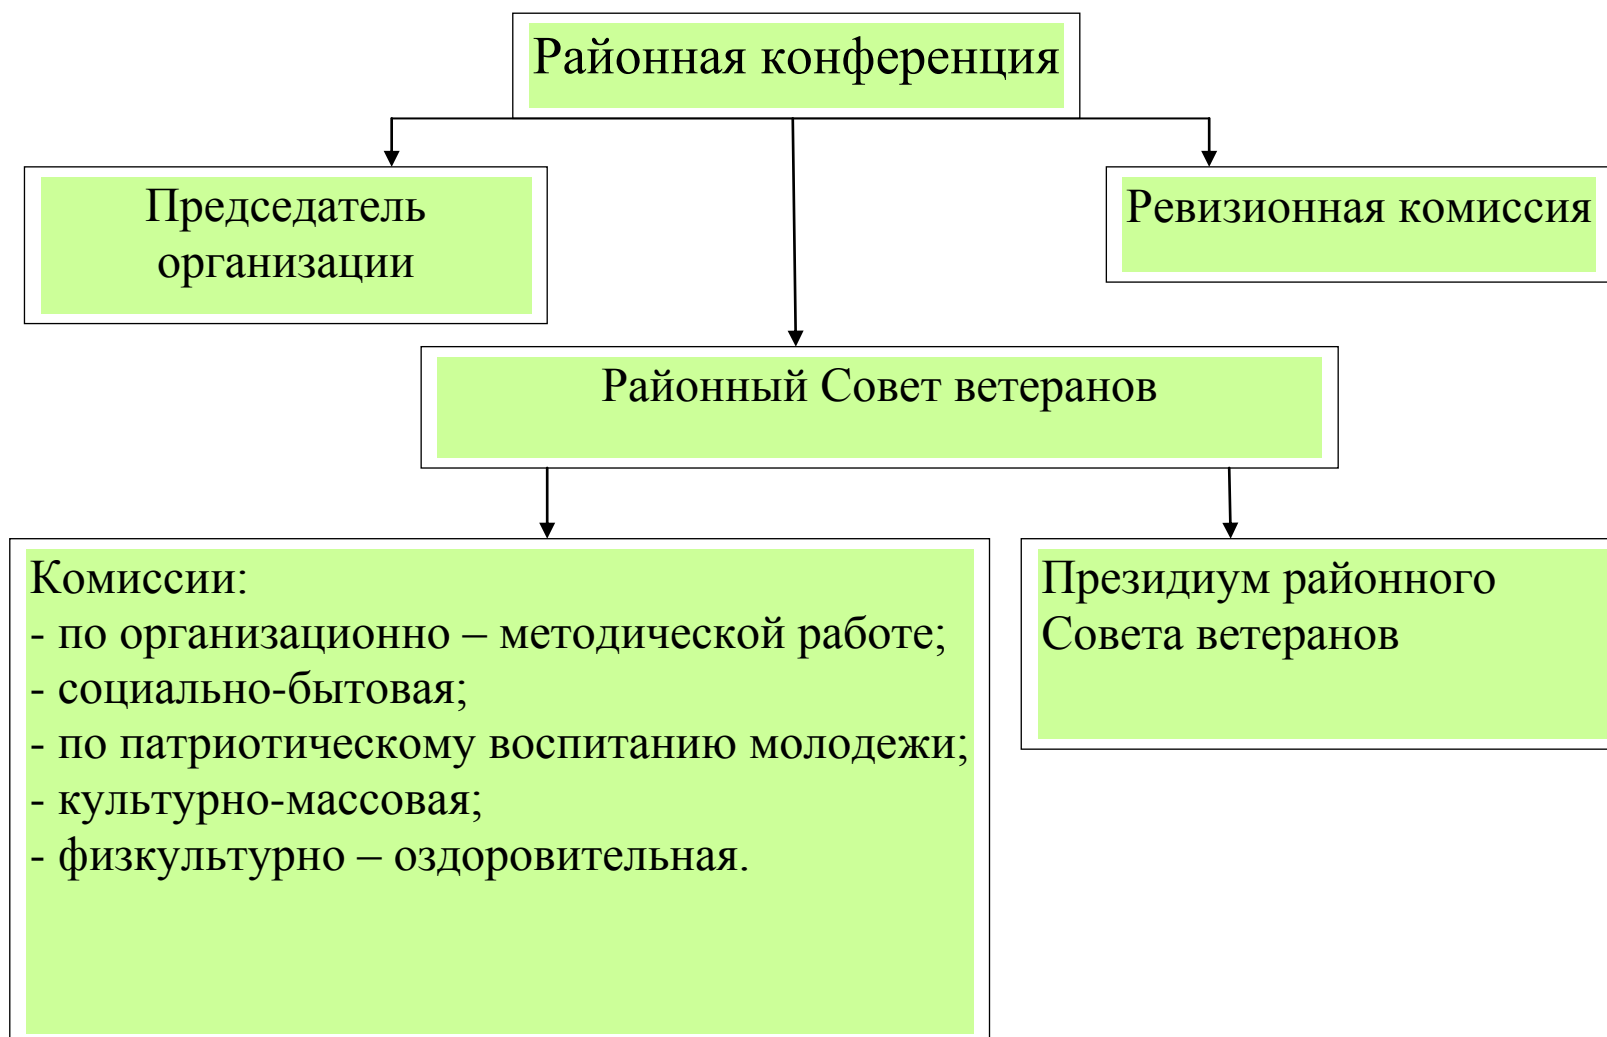 Районная конференция
Председатель
организации
Ревизионная комиссия
Районный Совет ветеранов
Комиссии:
- по организационно – методической работе;
- социально-бытовая;
- по патриотическому воспитанию молодежи;
- культурно-массовая;
- физкультурно – оздоровительная.
Президиум районного
Совета ветеранов